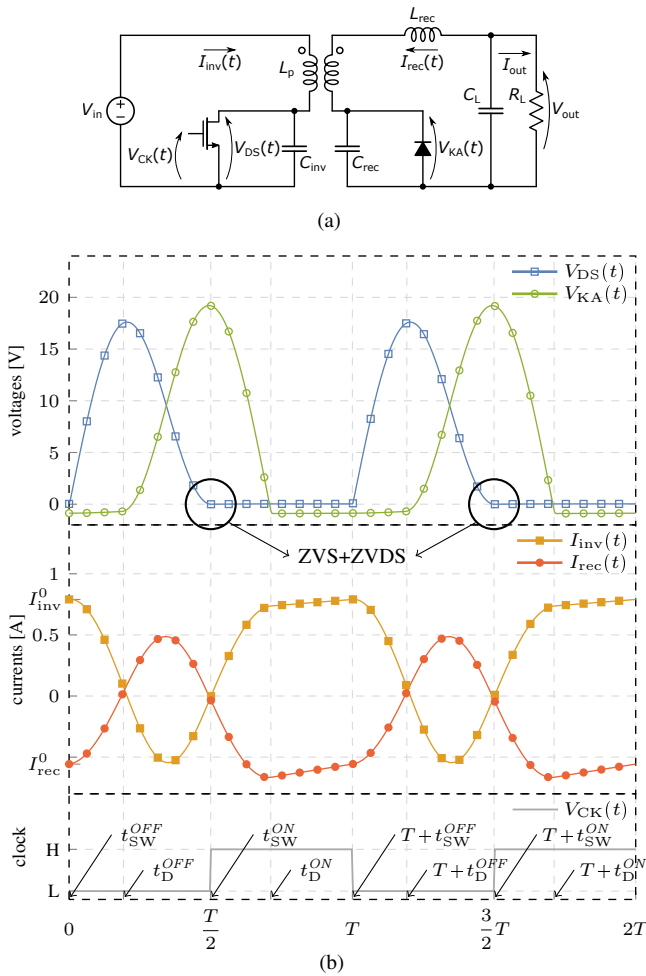 L_rec
I_inv(t)
L_p
I_rec(t)
I_out
V_in
C_L
R_L
V_out
V_CK(t)
V_DS(t)
C_inv
C_rec
V_KA(t)
(a)
V_DS(t)
V_KA(t)
20
15
10
5
0
voltages [V]
ZVS+ZVDS
I_inv(t)
I_rec(t)
1
I^0_inv
0.5
0
I^0_rec
currents [A]
V_CK(t)
t^OFF_SW
t^ON_SW
T + t^OFF_SW
T + t^ON_SW
H
t^OFF_D
t^ON_D
T + t^OFF_D
T + t^ON_D
L
clock
0
T/2
T
3/2 T
2T
(b)